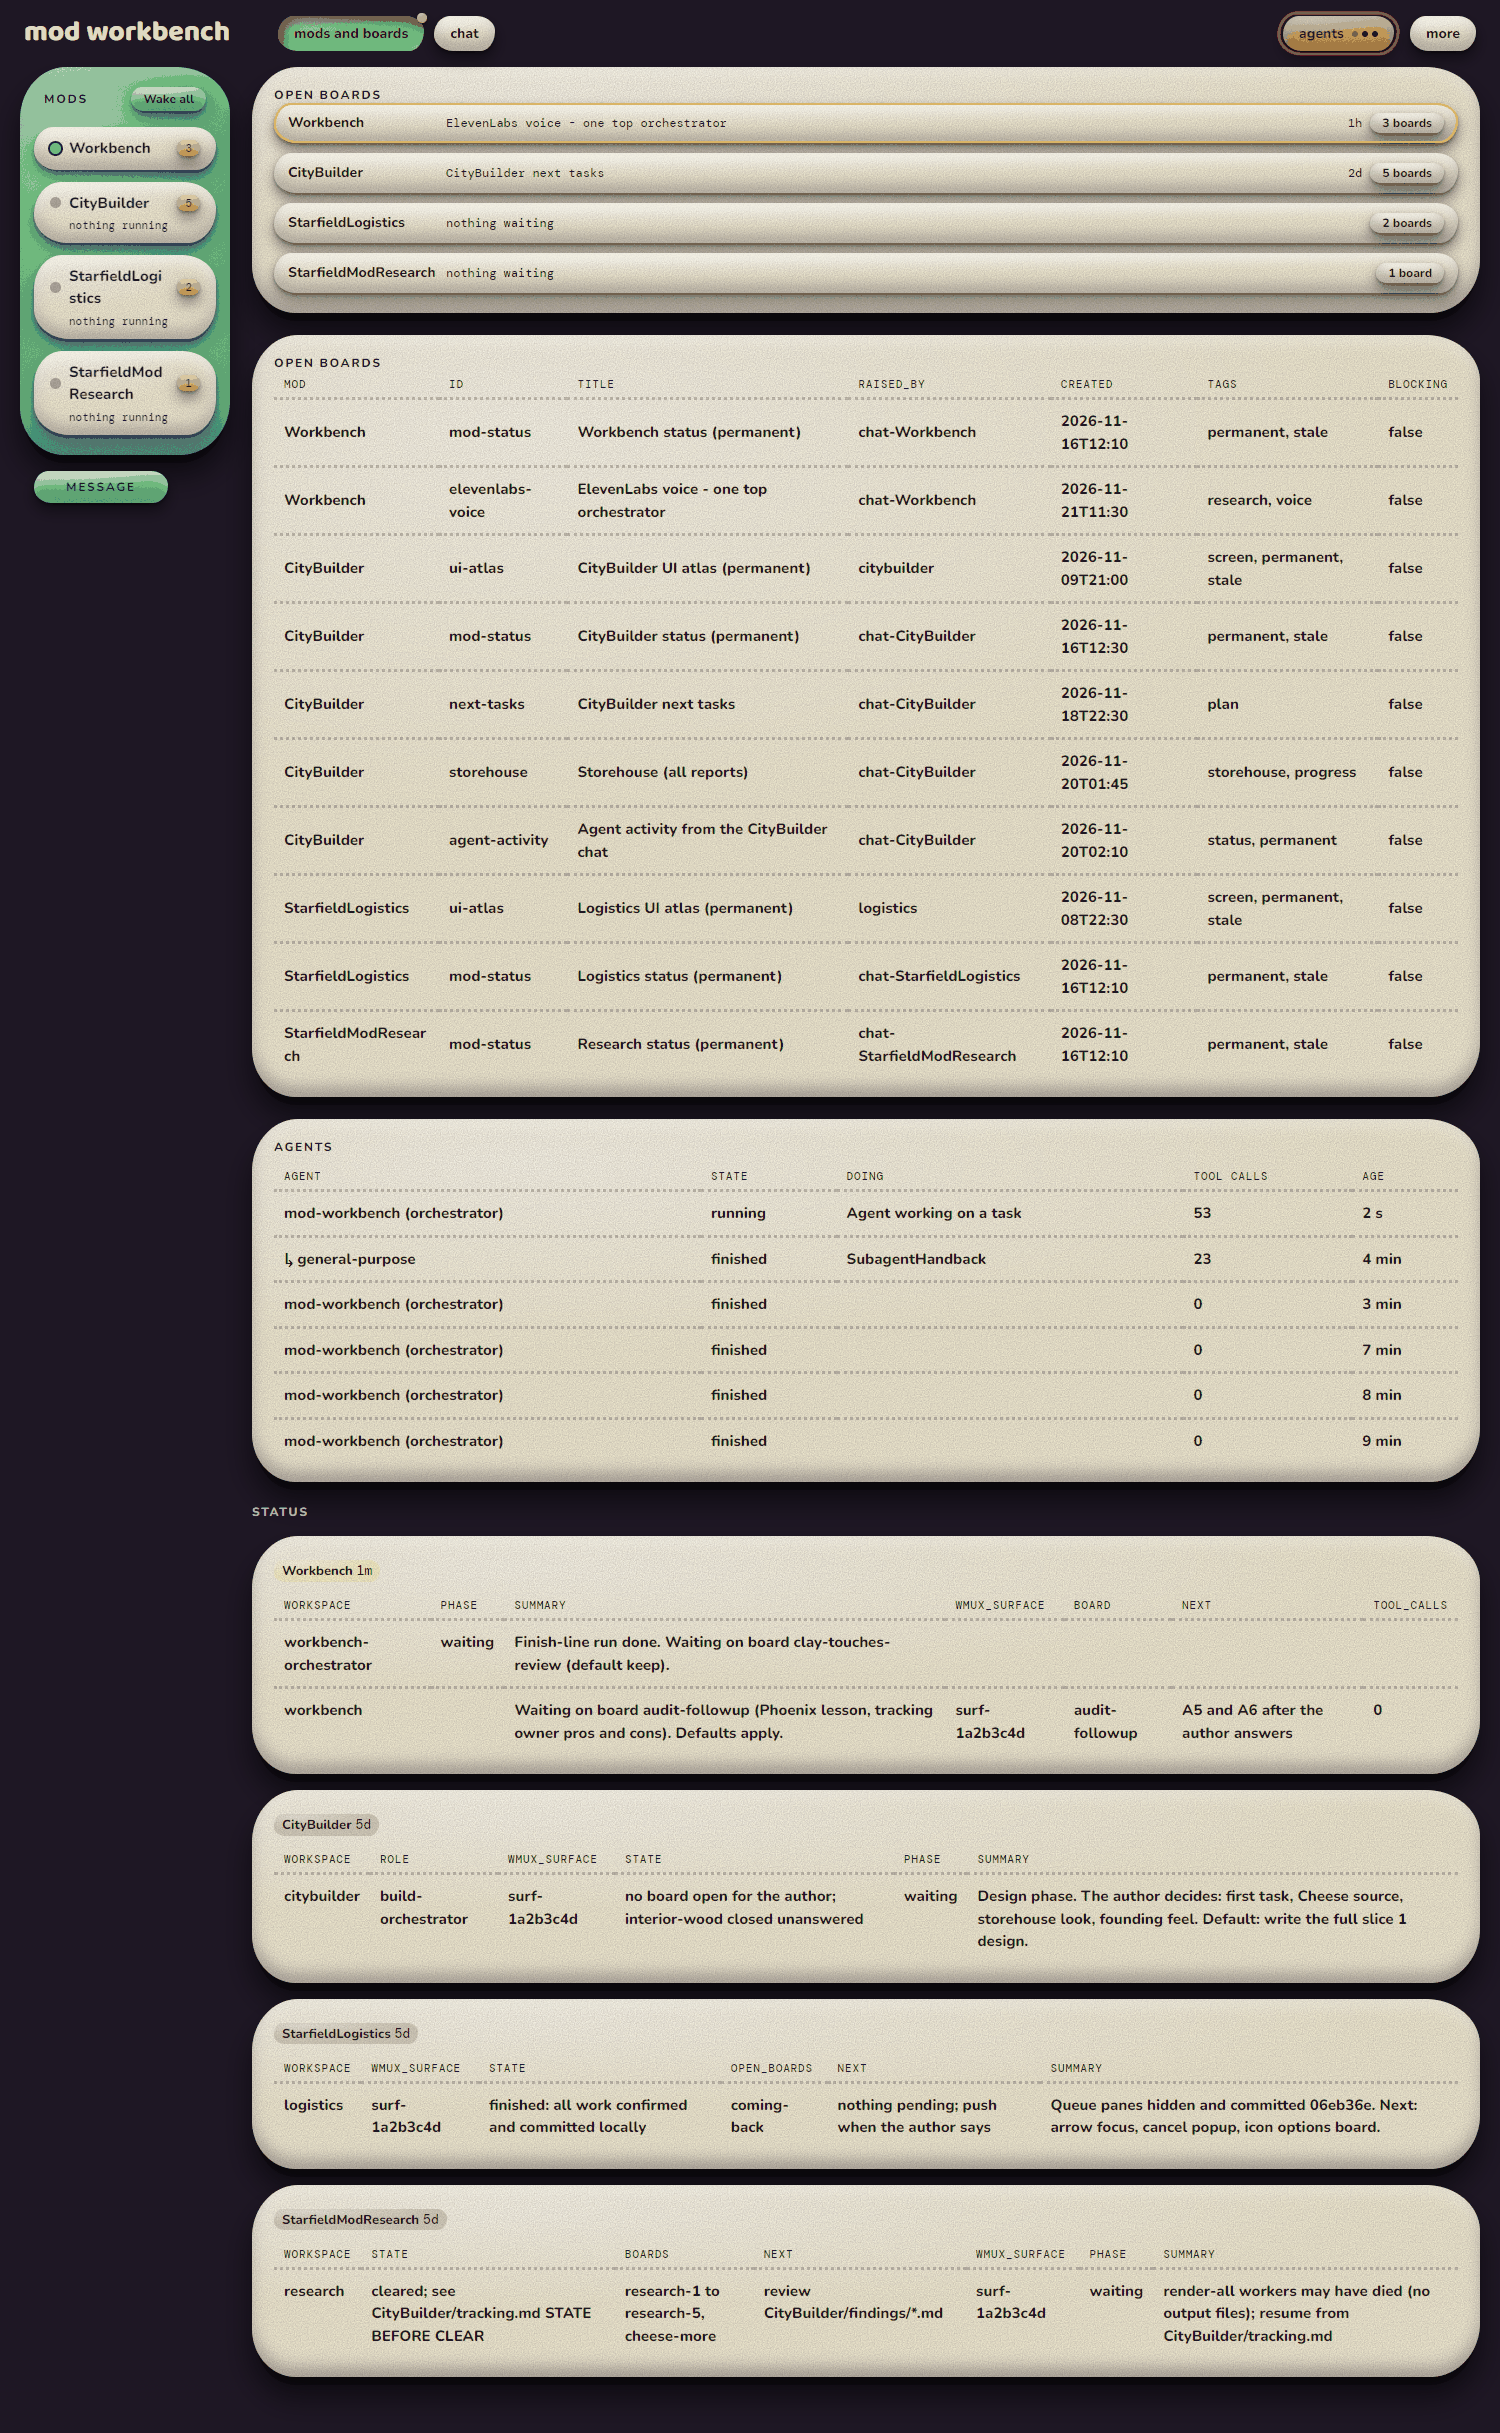 mod workbench
mods and boards
chat
agents
more
MODS
Wake all
Workbench
3
CityBuilder
5
nothing running
StarfieldLogi
stics
2
nothing running
StarfieldMod
Research
1
nothing running
MESSAGE
OPEN BOARDS
Workbench ElevenLabs voice - one top orchestrator 1h 3 boards
CityBuilder CityBuilder next tasks 2d 5 boards
StarfieldLogistics nothing waiting 2 boards
StarfieldModResearch nothing waiting 1 board
OPEN BOARDS
MOD ID TITLE RAISED_BY CREATED TAGS BLOCKING
Workbench mod-status Workbench status (permanent) chat-Workbench 2026-11-
16T12:10 permanent, stale false
Workbench elevenlabs-
voice ElevenLabs voice - one top
orchestrator chat-Workbench 2026-11-
21T11:30 research, voice false
CityBuilder ui-atlas CityBuilder UI atlas (permanent) citybuilder 2026-11-
09T21:00 screen, permanent,
stale false
CityBuilder mod-status CityBuilder status (permanent) chat-CityBuilder 2026-11-
16T12:30 permanent, stale false
CityBuilder next-tasks CityBuilder next tasks chat-CityBuilder 2026-11-
18T22:30 plan false
CityBuilder storehouse Storehouse (all reports) chat-CityBuilder 2026-11-
20T01:45 storehouse, progress false
CityBuilder agent-activity Agent activity from the CityBuilder
chat chat-CityBuilder 2026-11-
20T02:10 status, permanent false
StarfieldLogistics ui-atlas Logistics UI atlas (permanent) logistics 2026-11-
08T22:30 screen, permanent,
stale false
StarfieldLogistics mod-status Logistics status (permanent) chat-StarfieldLogistics 2026-11-
16T12:10 permanent, stale false
StarfieldModResear
ch mod-status Research status (permanent) chat-
StarfieldModResearch 2026-11-
16T12:10 permanent, stale false
AGENTS
AGENT STATE DOING TOOL CALLS AGE
mod-workbench (orchestrator) running Agent working on a task 53 2 s
↳ general-purpose finished SubagentHandback 23 4 min
mod-workbench (orchestrator) finished 0 3 min
mod-workbench (orchestrator) finished 0 7 min
mod-workbench (orchestrator) finished 0 8 min
mod-workbench (orchestrator) finished 0 9 min
STATUS
Workbench 1m
WORKSPACE PHASE SUMMARY WMUX_SURFACE BOARD NEXT TOOL_CALLS
workbench-
orchestrator waiting Finish-line run done. Waiting on board clay-touches-
review (default keep).
workbench Waiting on board audit-followup (Phoenix lesson, tracking
owner pros and cons). Defaults apply. surf-
1a2b3c4d audit-
followup A5 and A6 after the
author answers 0
CityBuilder 5d
WORKSPACE ROLE WMUX_SURFACE STATE PHASE SUMMARY
citybuilder build-
orchestrator surf-
1a2b3c4d no board open for the author;
interior-wood closed unanswered waiting Design phase. The author decides: first task, Cheese source,
storehouse look, founding feel. Default: write the full slice 1
design.
StarfieldLogistics 5d
WORKSPACE WMUX_SURFACE STATE OPEN_BOARDS NEXT SUMMARY
logistics surf-
1a2b3c4d finished: all work confirmed
and committed locally coming-
back nothing pending; push
when the author says Queue panes hidden and committed 06eb36e. Next:
arrow focus, cancel popup, icon options board.
StarfieldModResearch 5d
WORKSPACE STATE BOARDS NEXT WMUX_SURFACE PHASE SUMMARY
research cleared; see
CityBuilder/tracking.md STATE
BEFORE CLEAR research-1 to
research-5,
cheese-more review
CityBuilder/findings/*.md surf-
1a2b3c4d waiting render-all workers may have died (no
output files); resume from
CityBuilder/tracking.md